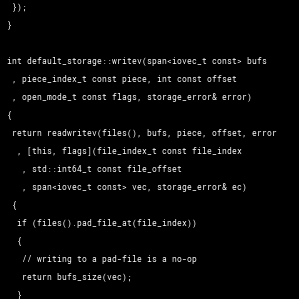 });
}
int default_storage::writev(span<iovec_t const> bufs
, piece_index_t const piece, int const offset
, open_mode_t const flags, storage_error& error)
{
return readwritev(files(), bufs, piece, offset, error
, [this, flags](file_index_t const file_index
, std::int64_t const file_offset
, span<iovec_t const> vec, storage_error& ec)
{
if (files().pad_file_at(file_index))
{
// writing to a pad-file is a no-op
return bufs_size(vec);
}